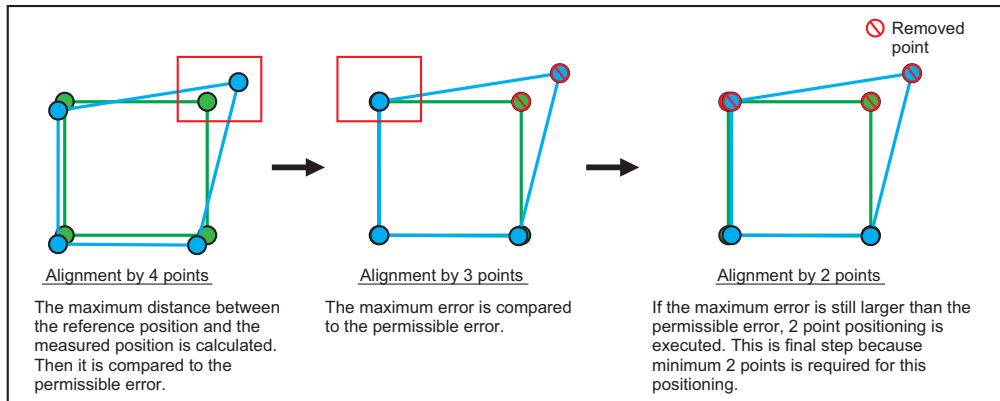 Removed
point
Alignment by 4 points
The maximum distance between
the reference position and the
measured position is calculated.
Then it is compared to the
permissible error.
Alignment by 3 points
The maximum error is compared
to the permissible error.
Alignment by 2 points
If the maximum error is still larger than the
permissible error, 2 point positioning is
executed. This is final step because
minimum 2 points is required for this
positioning.